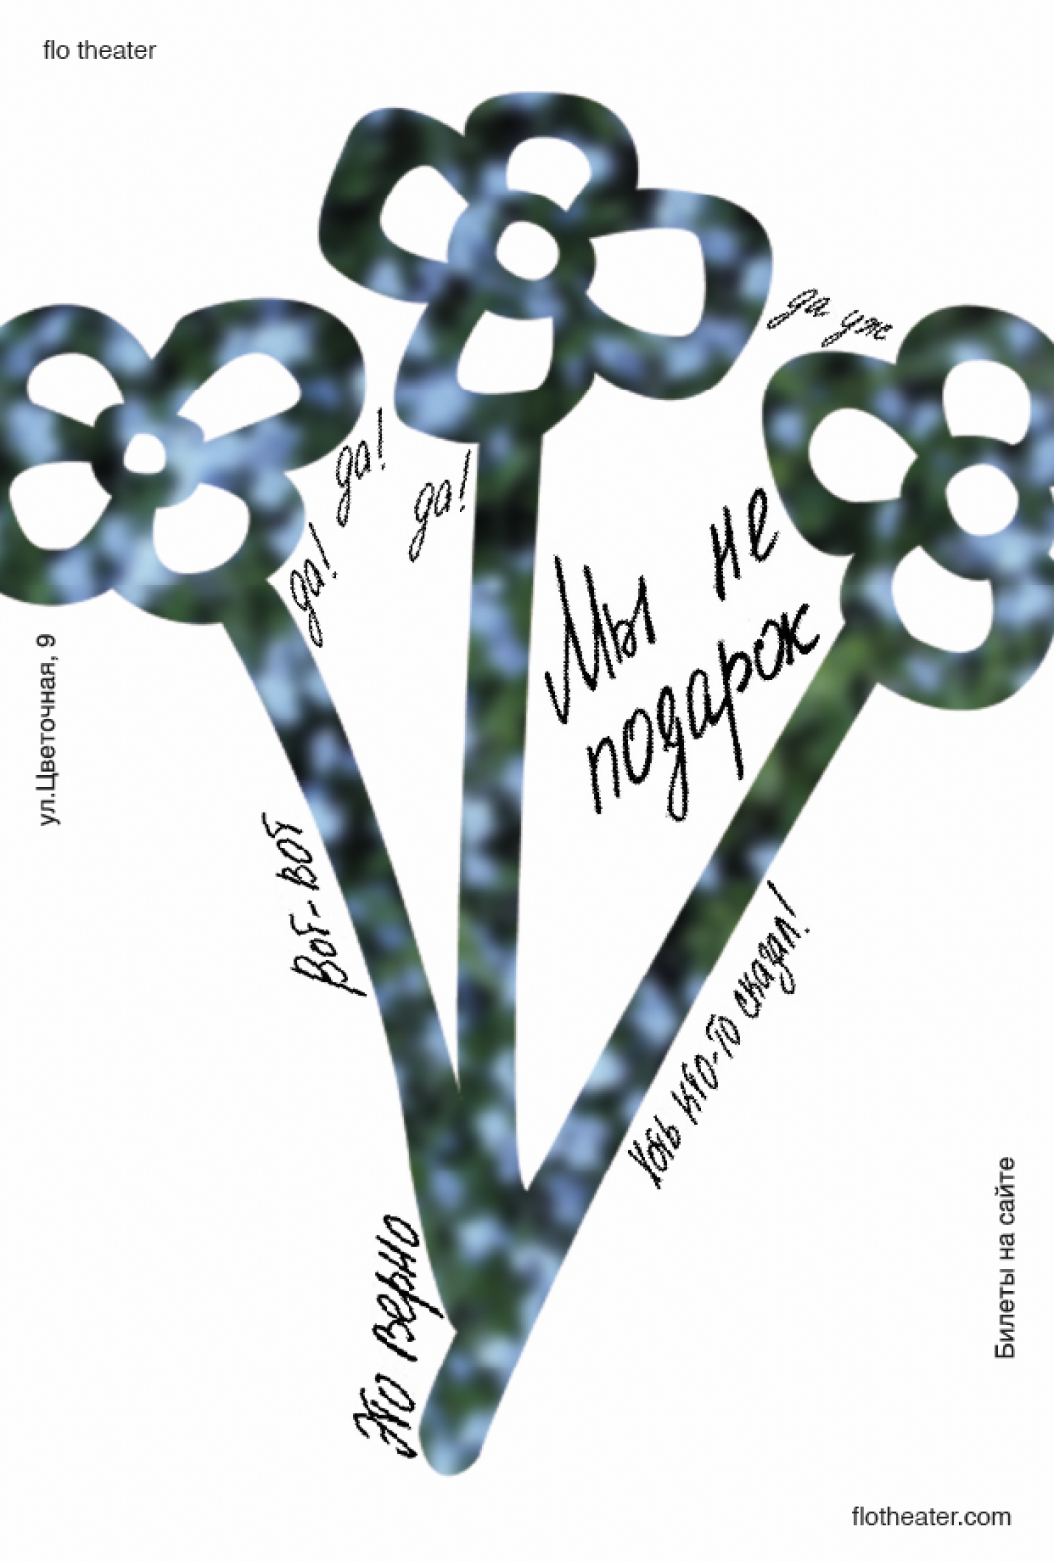 flo theater
да уж
да!
да!
да!
Мы не
подарок
ул.Цветочная, 9
Вот-вот
Хоть кто-то сказал!
Это верно
Билеты на сайте
flotheater.com